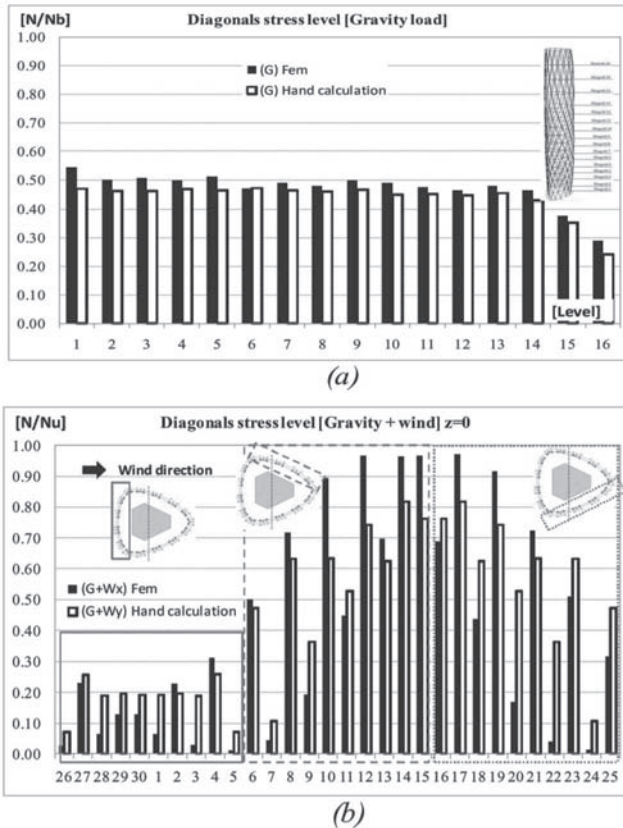 [N/Nb] Diagonals stress level [Gravity load]
1.00
0.90
0.80
0.70
0.60
0.50
0.40
0.30
0.20
0.10
0.00
(G) Fem
(G) Hand calculation
[Level]
1 2 3 4 5 6 7 8 9 10 11 12 13 14 15 16
(a)
[N/Nu] Diagonals stress level [Gravity + wind] z=0
1.00
0.90
0.80
0.70
0.60
0.50
0.40
0.30
0.20
0.10
0.00
Wind direction
(G+Wx) Fem
(G+Wy) Hand calculation
26 27 28 29 30 1 2 3 4 5 6 7 8 9 10 11 12 13 14 15 16 17 18 19 20 21 22 23 24 25
(b)